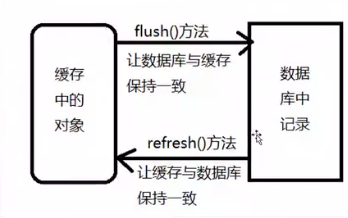 缓存
中的
对象
flush()方法
让数据库与缓存
保持一致
refresh()方法
让缓存与数据库
保持一致
数据
库中
记录